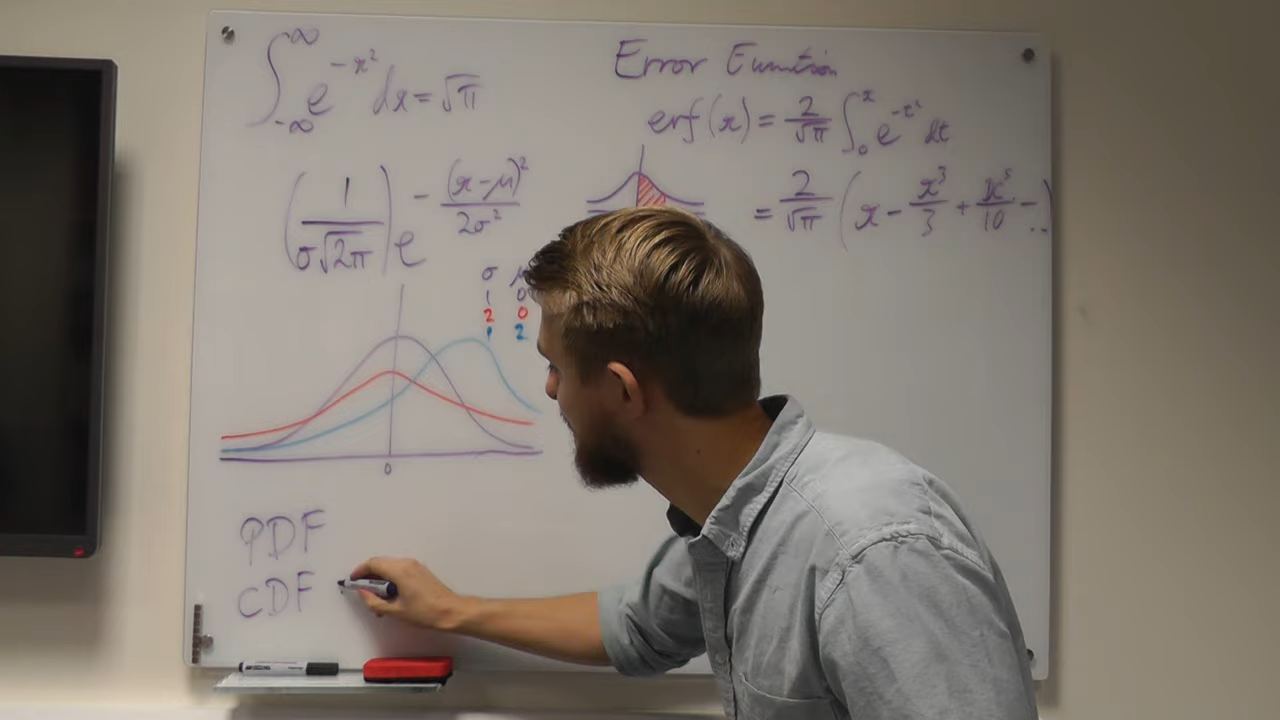 ∫_{-∞}^{∞} e^{-x²} dx = √π
(1/(σ√2π)) e^{-(x-μ)²/2σ²}
σ μ
1 0
2 0
1 2
0
PDF
CDF
Error Function
erf(x) = 2/√π ∫_0^x e^{-t²} dt
= 2/√π (x - x³/3 + x⁵/10 - ..)